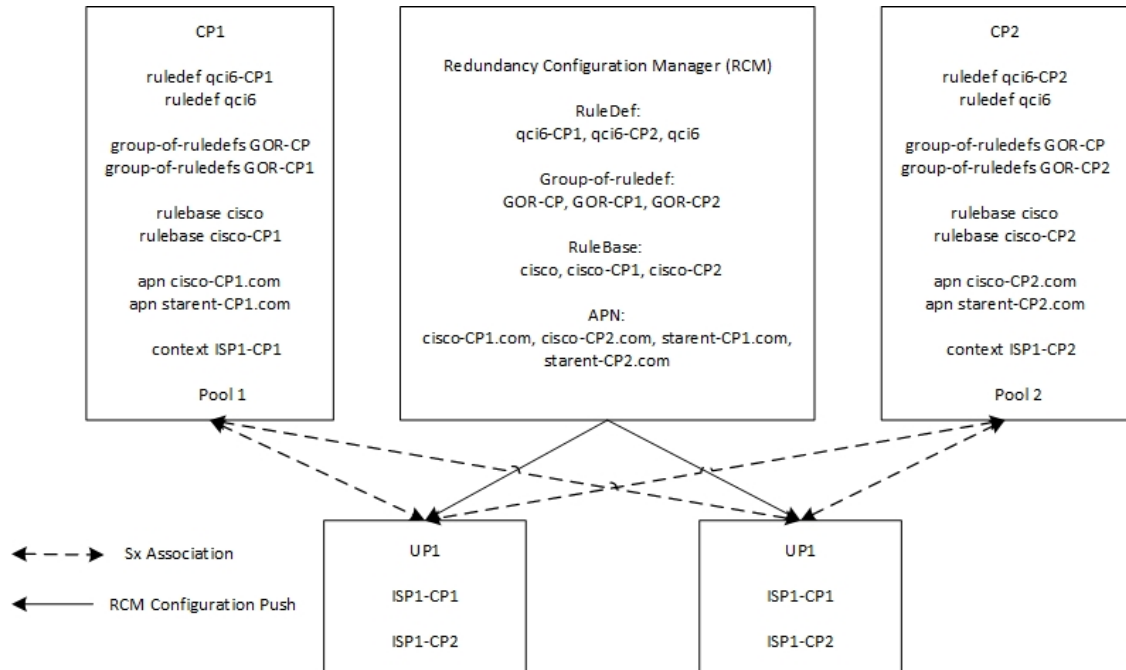 CP1
ruledef qci6-CP1
ruledef qci6
group-of-ruledefs GOR-CP
group-of-ruledefs GOR-CP1
rulebase cisco
rulebase cisco-CP1
apn cisco-CP1.com
apn starent-CP1.com
context ISP1-CP1
Pool 1
Redundancy Configuration Manager (RCM)
RuleDef:
qci6-CP1, qci6-CP2, qci6
Group-of-ruledef:
GOR-CP, GOR-CP1, GOR-CP2
RuleBase:
cisco, cisco-CP1, cisco-CP2
APN:
cisco-CP1.com, cisco-CP2.com, starent-CP1.com,
starent-CP2.com
CP2
ruledef qci6-CP2
ruledef qci6
group-of-ruledefs GOR-CP
group-of-ruledefs GOR-CP2
rulebase cisco
rulebase cisco-CP2
apn cisco-CP2.com
apn starent-CP2.com
context ISP1-CP2
Pool 2
Sx Association
RCM Configuration Push
UP1
ISP1-CP1
ISP1-CP2
UP1
ISP1-CP1
ISP1-CP2